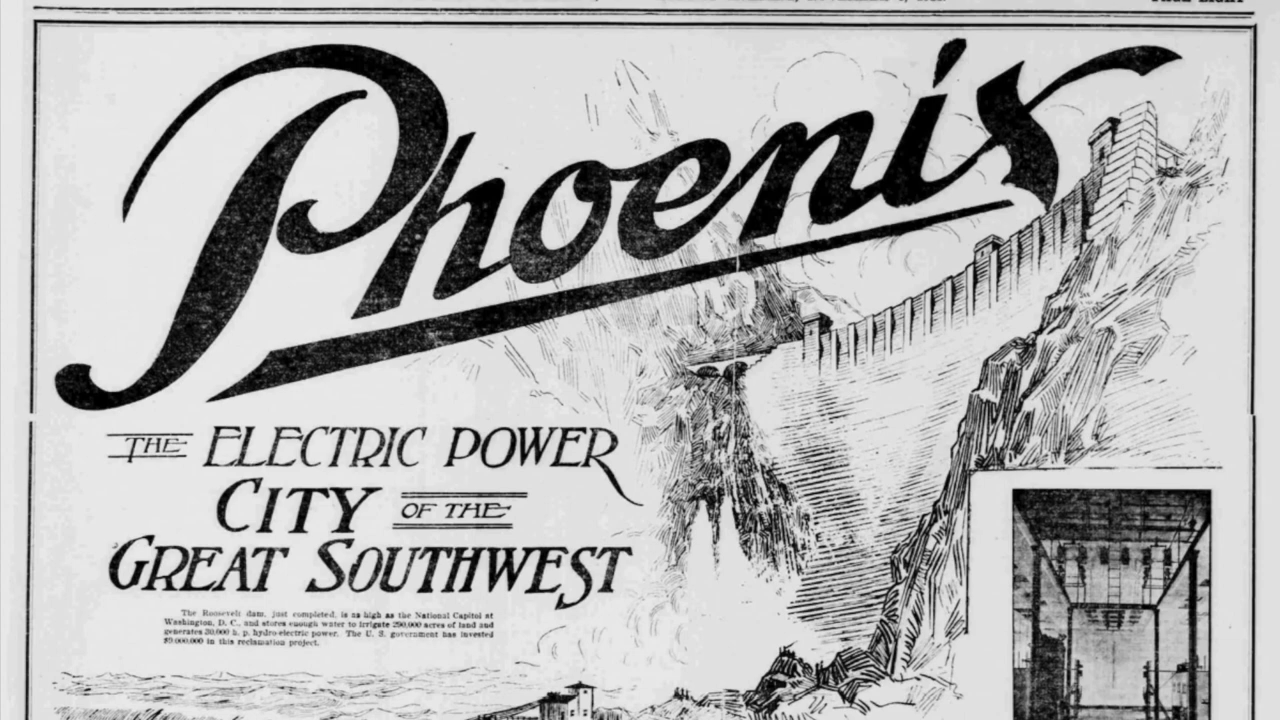 Phoenix
THE ELECTRIC POWER
CITY OF THE
GREAT SOUTHWEST
The Roosevelt dam, just completed, is as high as the National Capitol at
Washington, D. C., and stores enough water to irrigate 290,000 acres of land and
generates 30,000 h. p. hydro-electric power. The U. S. government has invested
$9,000,000 in this reclamation project.